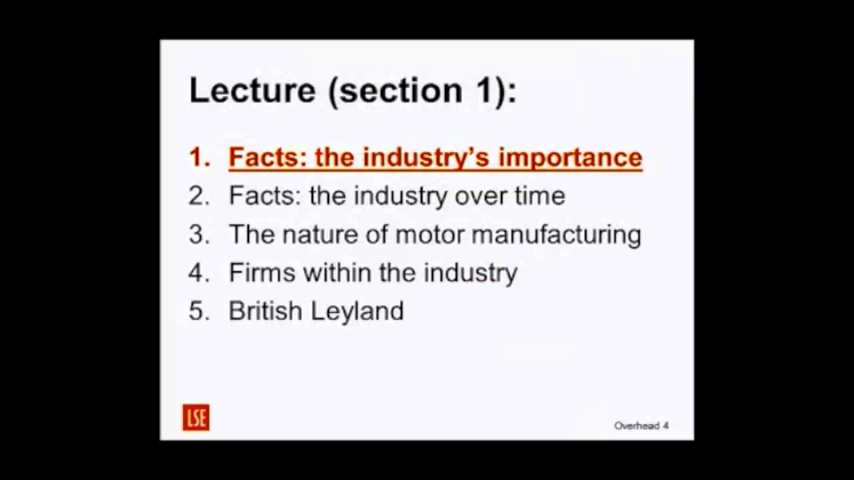 Lecture (section 1):
1. Facts: the industry's importance
2. Facts: the industry over time
3. The nature of motor manufacturing
4. Firms within the industry
5. British Leyland
LSE
Overhead 4